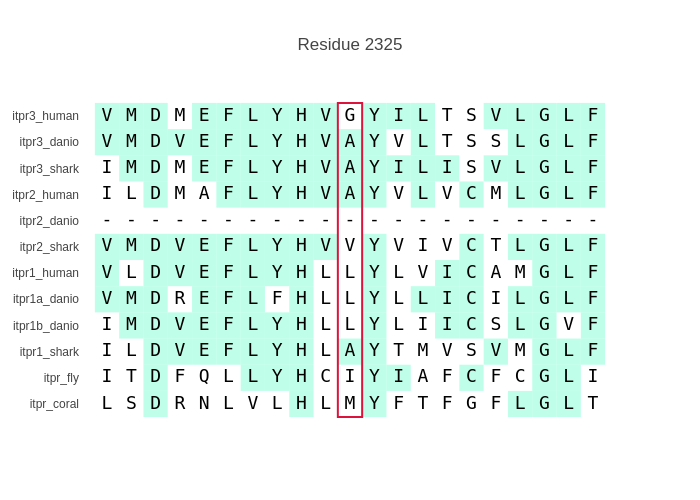 Residue 2325
itpr3_human V M D M E F L Y H V G Y I L T S V L G L F
itpr3_danio V M D V E F L Y H V A Y V L T S S L G L F
itpr3_shark I M D M E F L Y H V A Y I L I S V L G L F
itpr2_human I L D M A F L Y H V A Y V L V C M L G L F
itpr2_danio - - - - - - - - - - - - - - - - - - - - -
itpr2_shark V M D V E F L Y H V V Y V I V C T L G L F
itpr1_human V L D V E F L Y H L L Y L V I C A M G L F
itpr1a_danio V M D R E F L F H L L Y L L I C I L G L F
itpr1b_danio I M D V E F L Y H L L Y L I I C S L G V F
itpr1_shark I L D V E F L Y H L A Y T M V S V M G L F
itpr_fly I T D F Q L L Y H C I Y I A F C F C G L I
itpr_coral L S D R N L V L H L M Y F T F G F L G L T